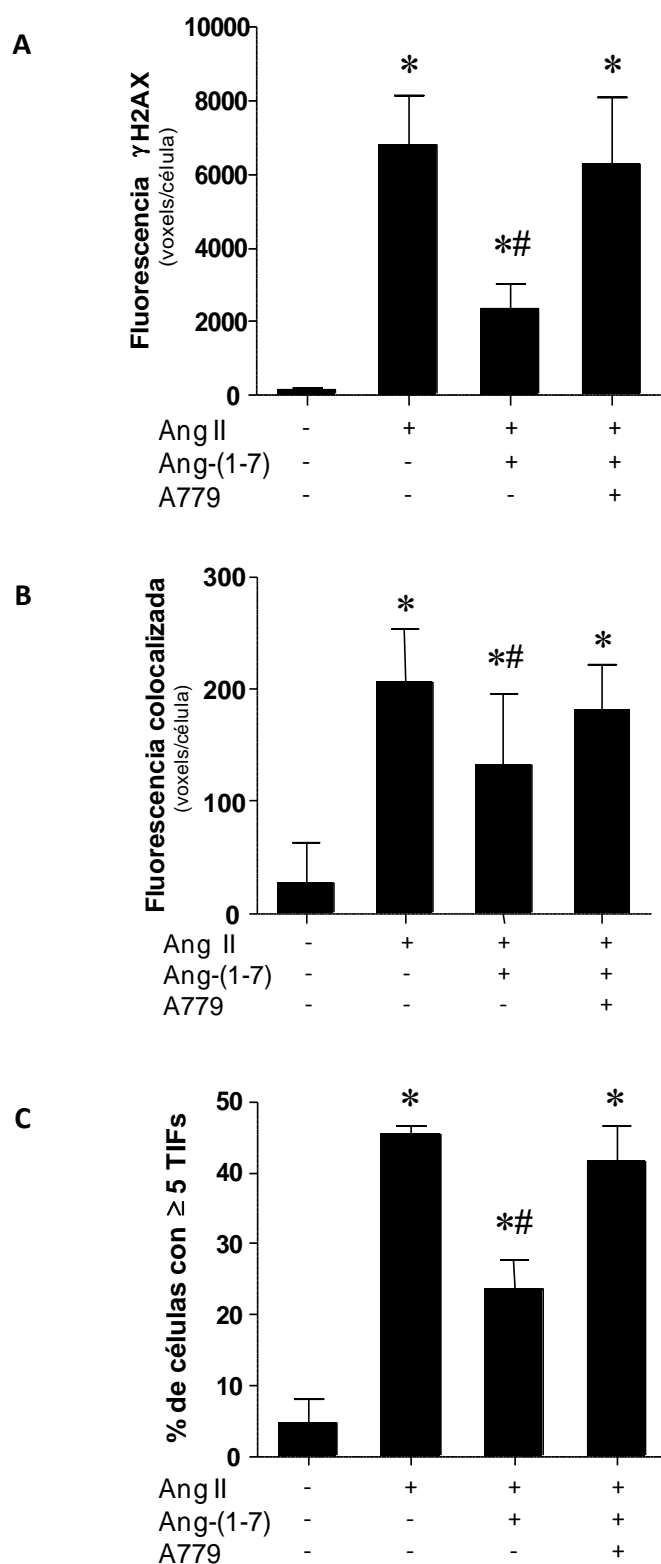 A
Fluorescencia γH2AX
(voxels/célula)
10000
8000
6000
4000
2000
0
*
*#
*
Ang II - + + +
Ang-(1-7) - - + +
A779 - - - +
B
Fluorescencia colocalizada
(voxels/célula)
300
200
100
0
*
*#
*
Ang II - + + +
Ang-(1-7) - - + +
A779 - - - +
C
% de células con ≥ 5 TIFs
50
40
30
20
10
0
*
*#
*
Ang II - + + +
Ang-(1-7) - - + +
A779 - - - +